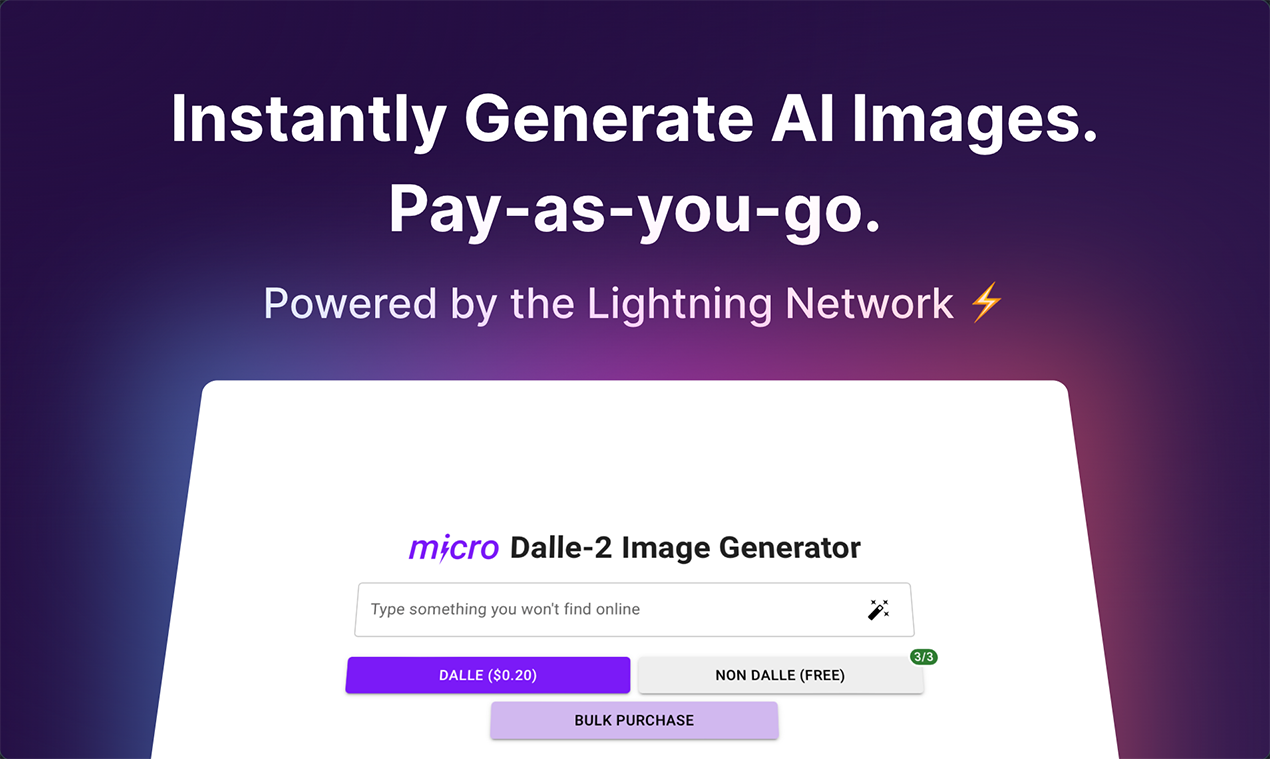 Instantly Generate AI Images.
Pay-as-you-go.
Powered by the Lightning Network ⚡
micro Dalle-2 Image Generator
Type something you won't find online
3/3
DALLE ($0.20) NON DALLE (FREE)
BULK PURCHASE